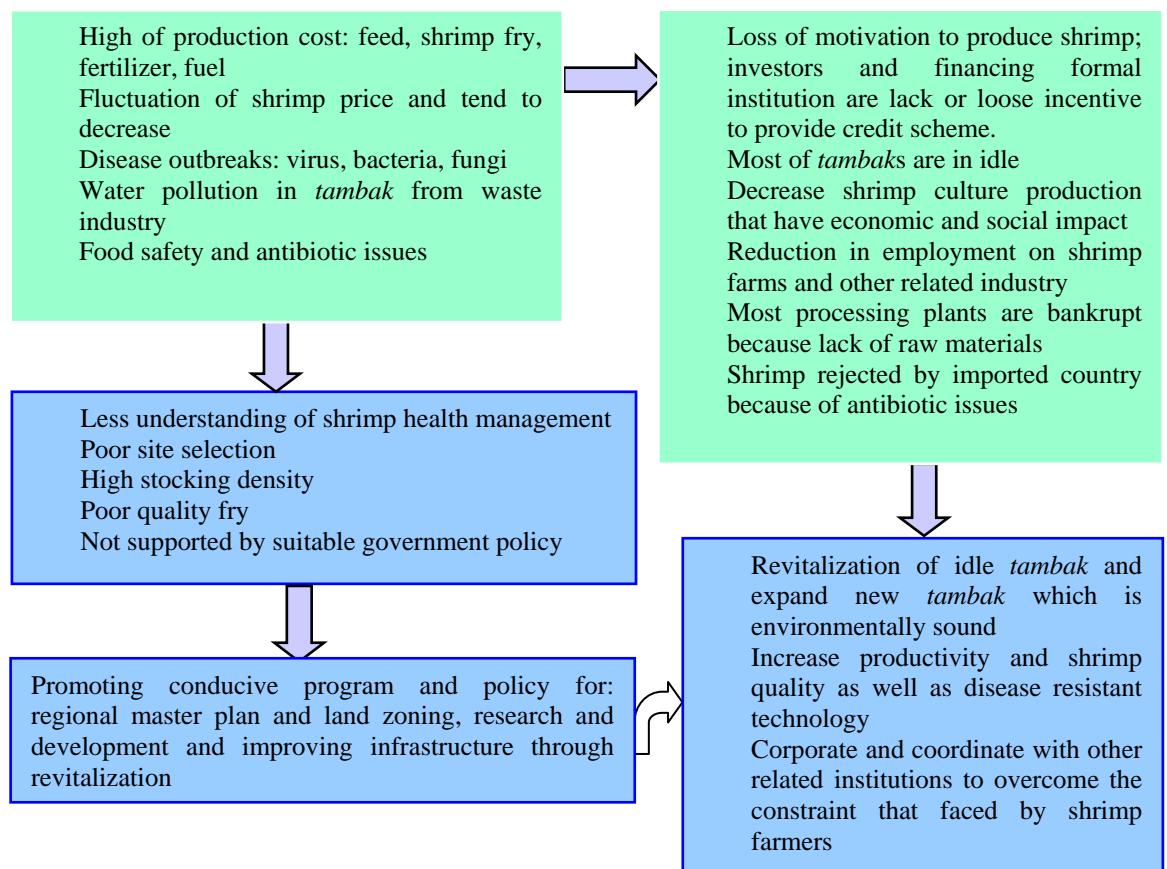 High of production cost: feed, shrimp fry,
fertilizer, fuel
Fluctuation of shrimp price and tend to
decrease
Disease outbreaks: virus, bacteria, fungi
Water pollution in tambak from waste
industry
Food safety and antibiotic issues
Loss of motivation to produce shrimp;
investors and financing formal
institution are lack or loose incentive
to provide credit scheme.
Most of tambaks are in idle
Decrease shrimp culture production
that have economic and social impact
Reduction in employment on shrimp
farms and other related industry
Most processing plants are bankrupt
because lack of raw materials
Shrimp rejected by imported country
because of antibiotic issues
Less understanding of shrimp health management
Poor site selection
High stocking density
Poor quality fry
Not supported by suitable government policy
Promoting conducive program and policy for:
regional master plan and land zoning, research and
development and improving infrastructure through
revitalization
Revitalization of idle tambak and
expand new tambak which is
environmentally sound
Increase productivity and shrimp
quality as well as disease resistant
technology
Corporate and coordinate with other
related institutions to overcome the
constraint that faced by shrimp
farmers